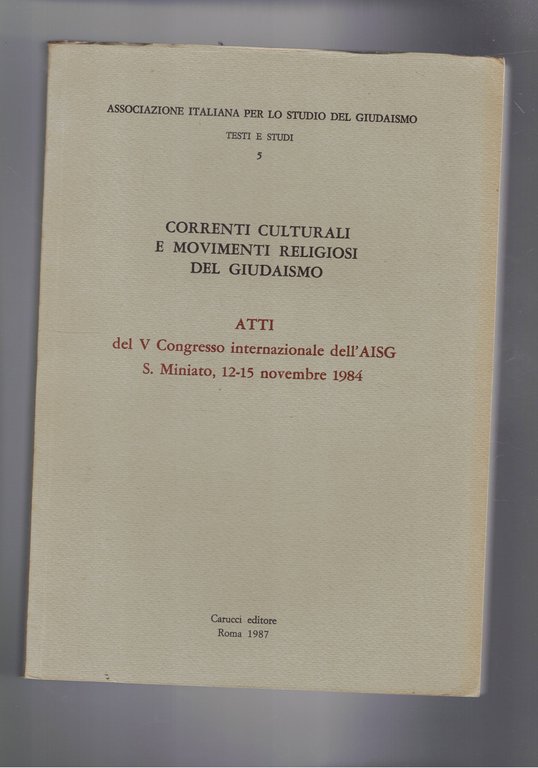 ASSOCIAZIONE ITALIANA PER LO STUDIO DEL GIUDAISMO
TESTI E STUDI
5
CORRENTI CULTURALI
E MOVIMENTI RELIGIOSI
DEL GIUDAISMO
ATTI
del V Congresso internazionale dell'AISG
S. Miniato, 12-15 novembre 1984
Carucci editore
Roma 1987